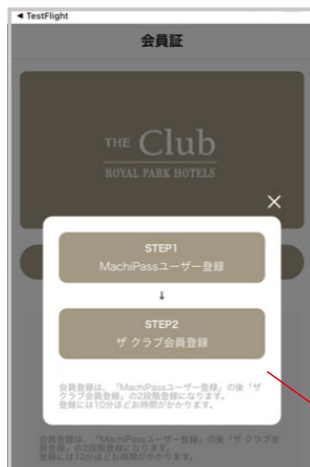 ◀ TestFlight
会員証
THE Club
ROYAL PARK HOTELS
×
STEP1
MachiPassユーザー登録
↓
STEP2
ザ クラブ会員登録
会員登録は、「MachiPassユーザー登録」の後「ザ
クラブ会員登録」の2段階登録になります。
登録には10分ほどお時間がかかります。
会員登録は、「MachiPassユーザー登録」の後「ザ クラブ会
員登録」の2段階登録になります。
登録には10分ほどお時間がかかります。